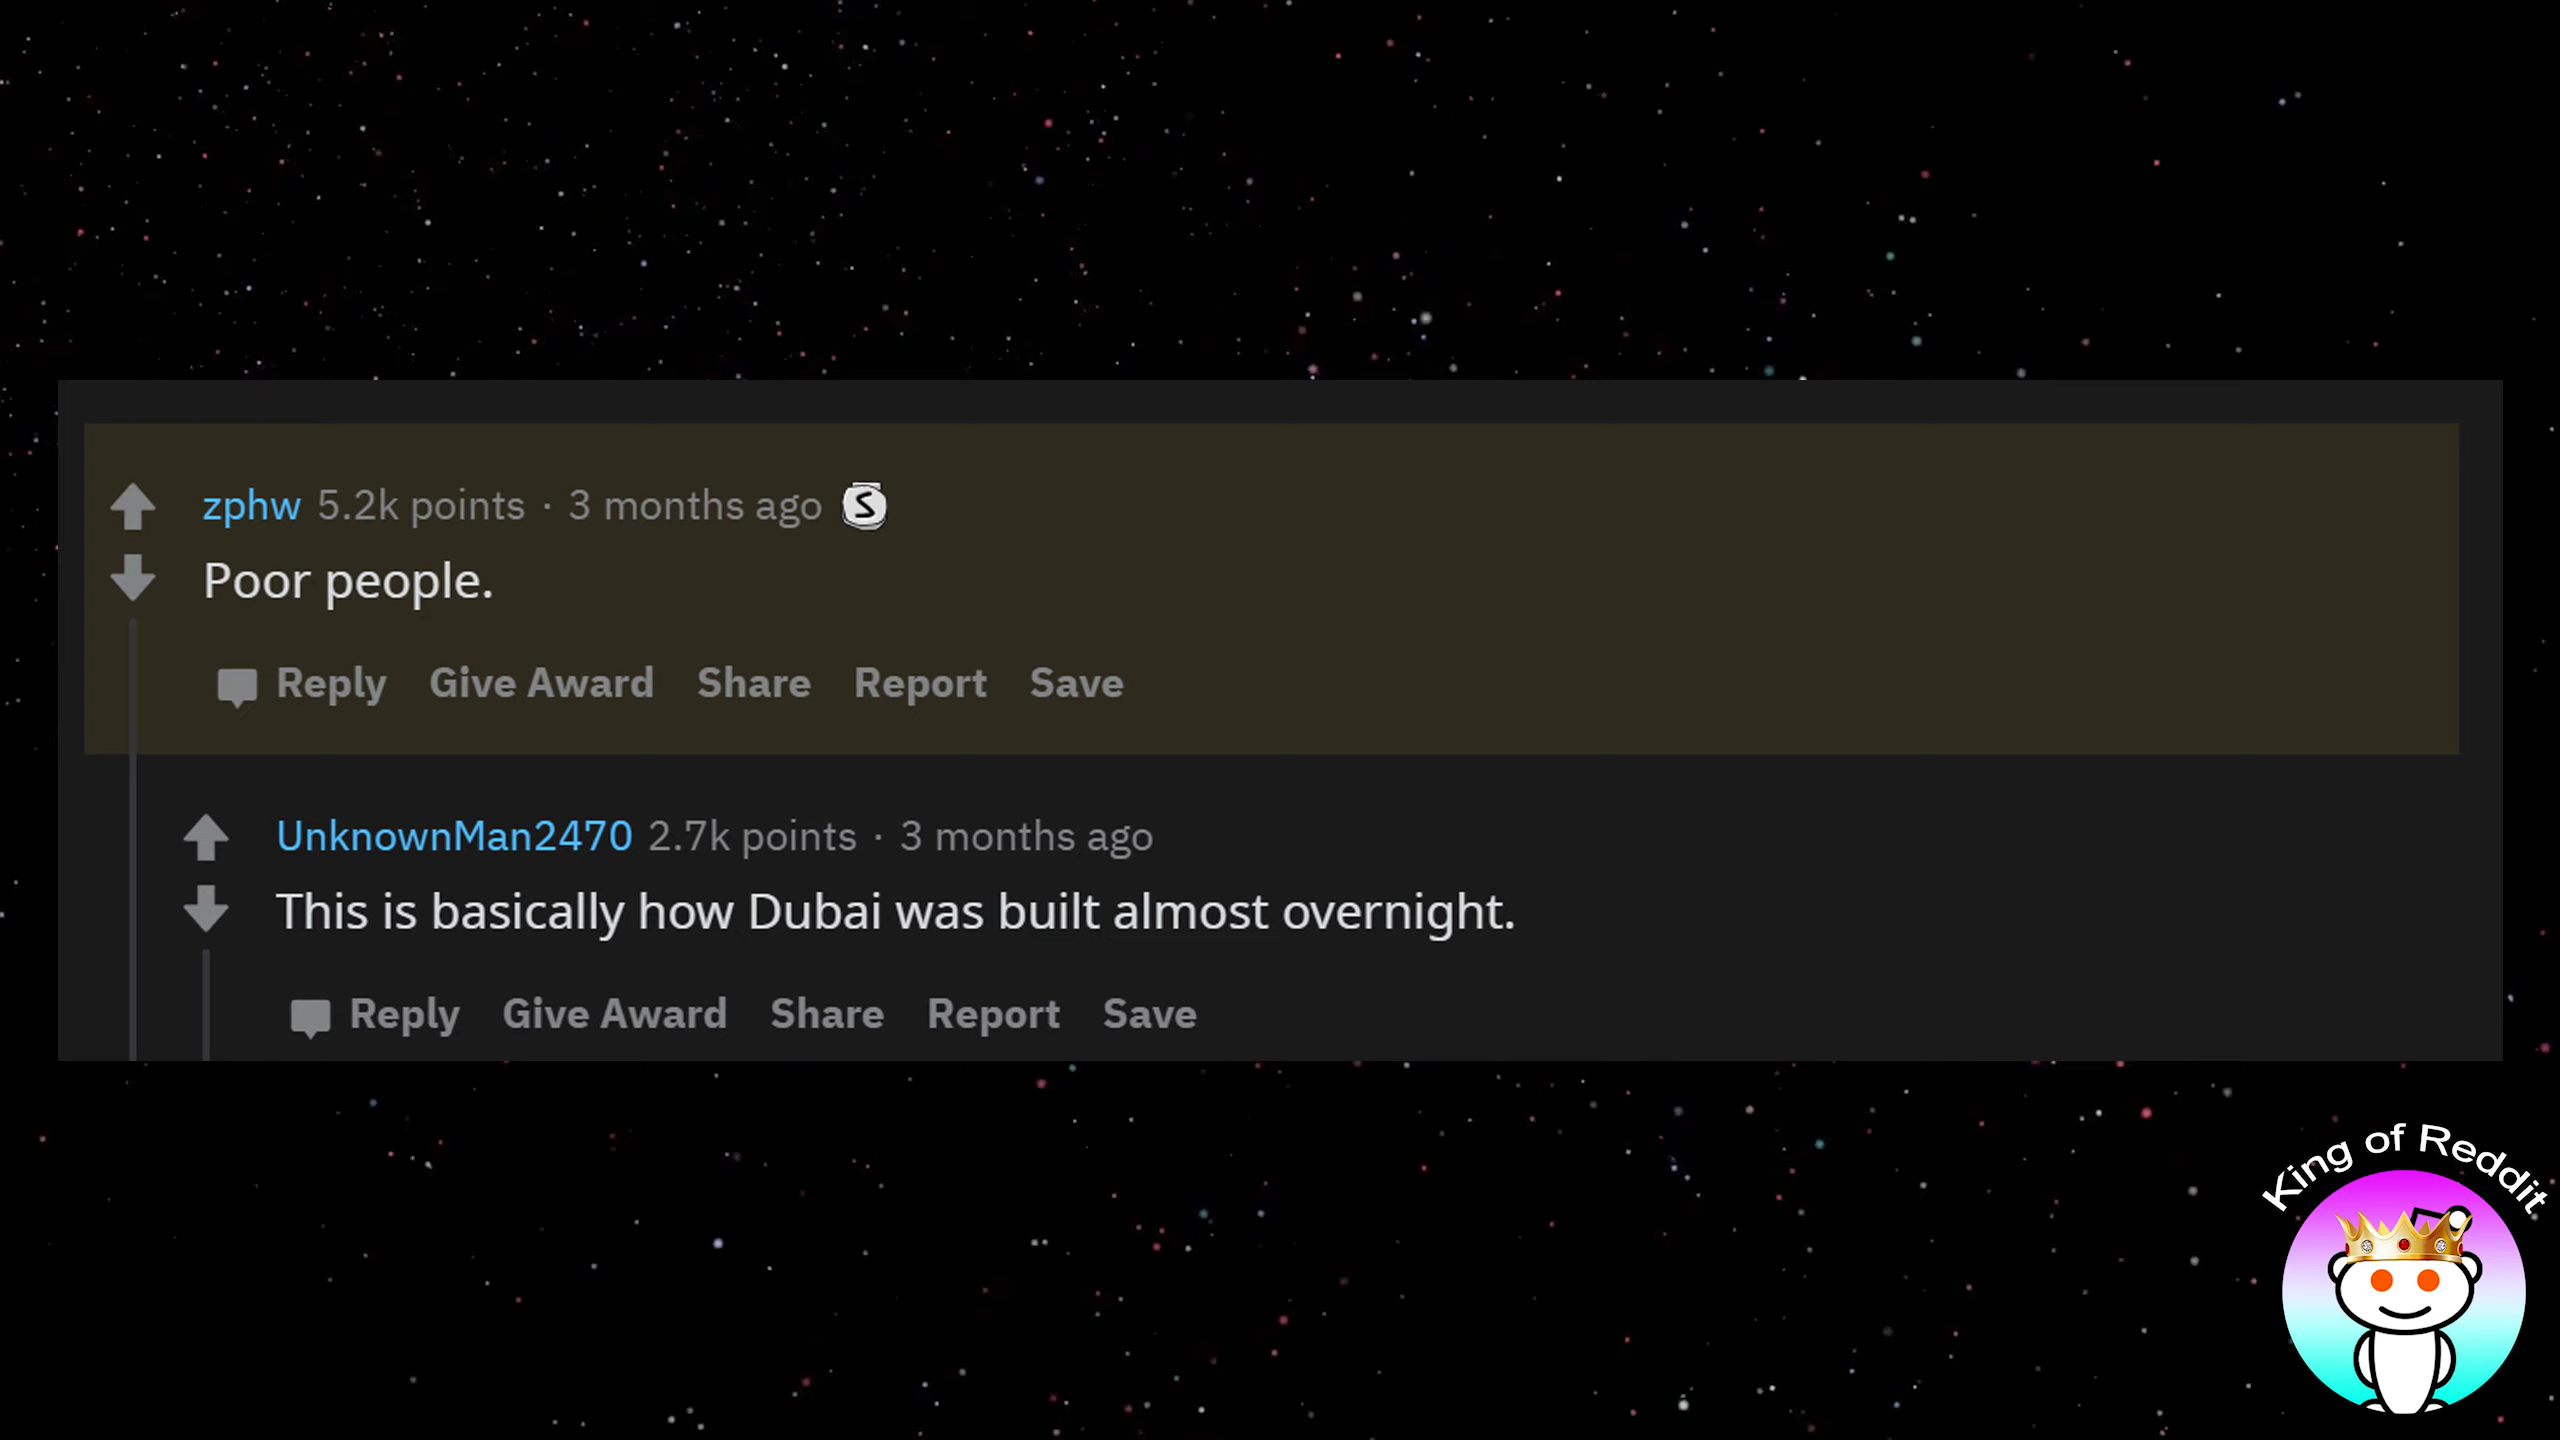 zphw 5.2k points · 3 months ago S
Poor people.
Reply Give Award Share Report Save
UnknownMan2470 2.7k points · 3 months ago
This is basically how Dubai was built almost overnight.
Reply Give Award Share Report Save
King of Reddit